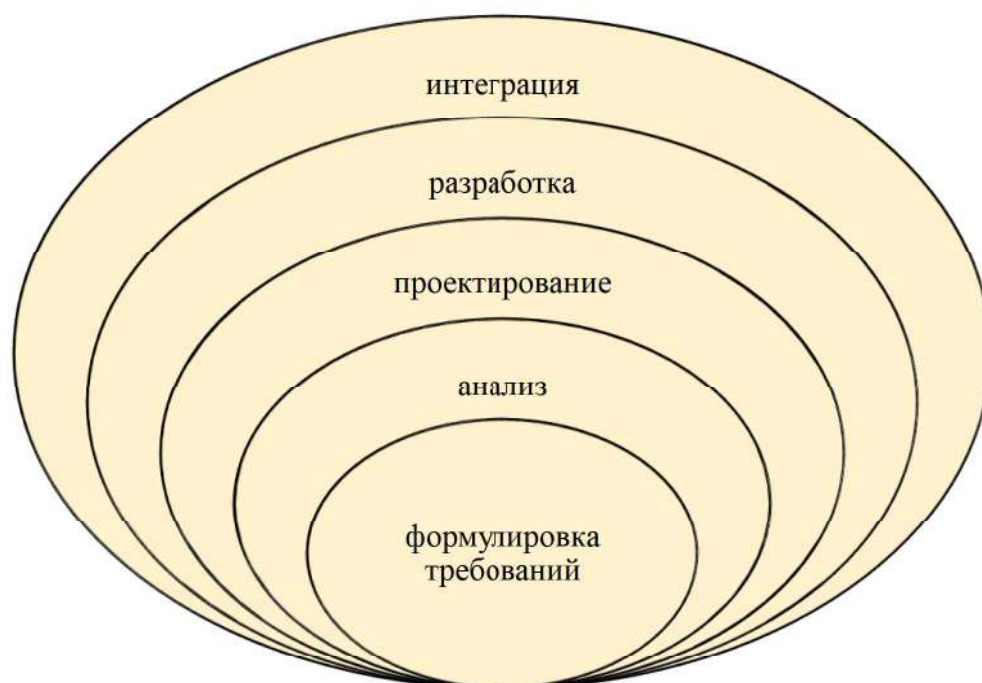 интеграция
разработка
проектирование
анализ
формулировка
требований